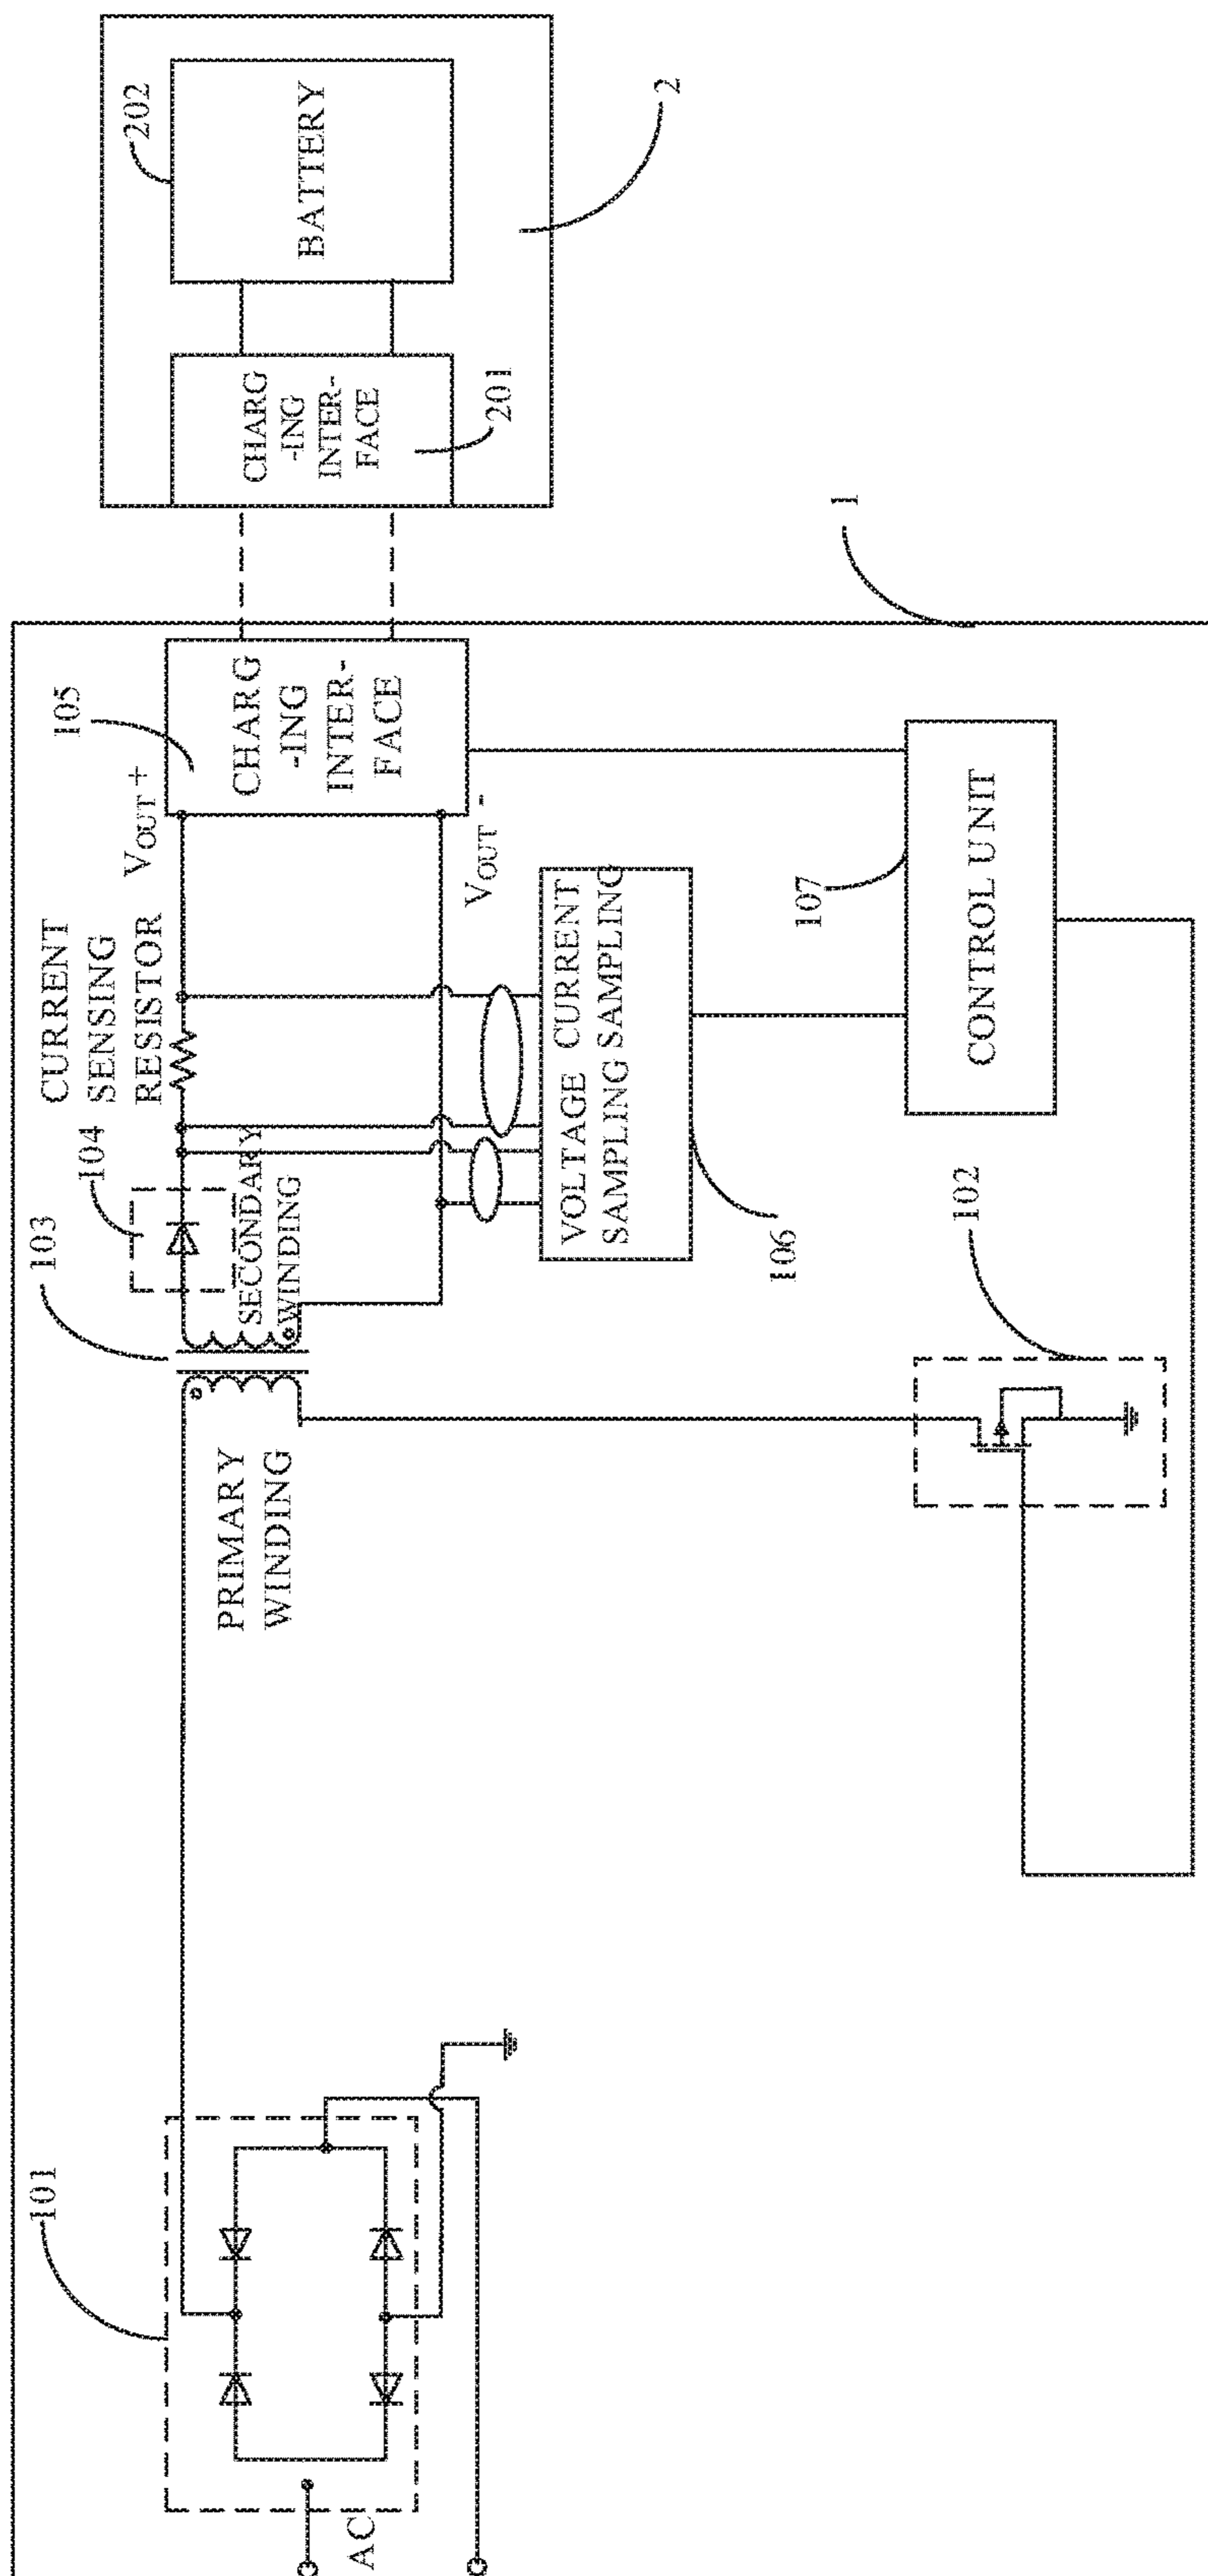 101
AC
PRIMARY
WINDING
103
104
SECONDARY
WINDING
CURRENT
SENSING
RESISTOR
VOUT+
VOUT -
105
CHARG
-ING
INTER-
FACE
VOLTAGE CURRENT
SAMPLING SAMPLING
106
102
107
CONTROL UNIT
1
CHARG
-ING
INTER-
FACE
201
202
BATTERY
2